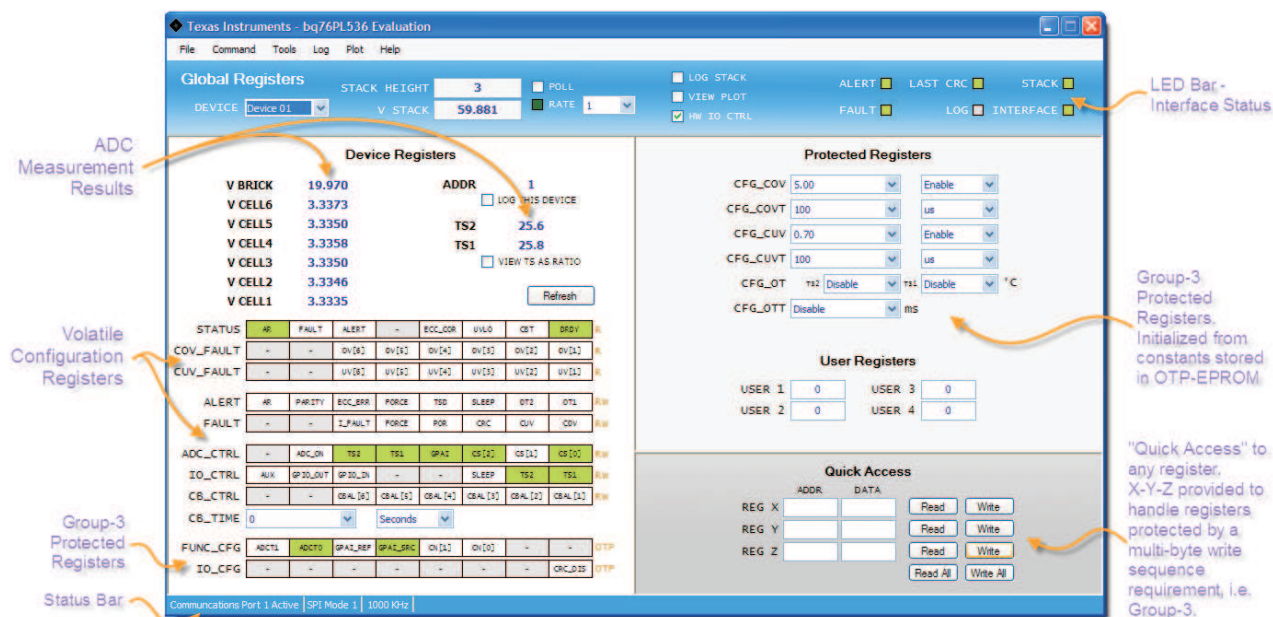 Texas Instruments - bq76PL536 Evaluation
File Command Tools Log Plot Help
Global Registers
DEVICE Device 01
STACK HEIGHT 3
V STACK 59.881
POLL
RATE 1
LOG STACK
VIEW PLOT
HW IO CTRL
ALERT LAST CRC STACK
FAULT LOG INTERFACE
LED Bar -
Interface Status
ADC
Measurement
Results
Device Registers
V BRICK 19.970
V CELL6 3.3373
V CELL5 3.3350
V CELL4 3.3358
V CELL3 3.3350
V CELL2 3.3346
V CELL1 3.3335
ADDR 1
LOG THIS DEVICE
TS2 25.6
TS1 25.8
VIEW TS AS RATIO
Refresh
Volatile
Configuration
Registers
STATUS AR FAULT ALERT - ECC_COR UVLO CBT DRDY R
COV_FAULT - - OV[6] OV[5] OV[4] OV[3] OV[2] OV[1] R
CUV_FAULT - - UV[6] UV[5] UV[4] UV[3] UV[2] UV[1] R
ALERT AR PARITY ECC_ERR FORCE TSD SLEEP OT2 OT1 RW
FAULT - - I_FAULT FORCE POR CRC CUV COV RW
ADC_CTRL - ADC_ON TS2 TS1 GPAI CS[2] CS[1] CS[0] RW
IO_CTRL AUX GPIO_OUT GPIO_IN - - SLEEP TS2 TS1 RW
CB_CTRL - - CBAL[6] CBAL[5] CBAL[4] CBAL[3] CBAL[2] CBAL[1] RW
CB_TIME 0 Seconds
FUNC_CFG ADCT1 ADCT0 GPAI_REF GPAI_SRC CN[1] CN[0] - - OTP
IO_CFG - - - - - - - CRC_DIS OTP
Group-3
Protected
Registers
Status Bar
Communcations Port 1 Active SPI Mode 1 1000 KHz
Protected Registers
CFG_COV 5.00 Enable
CFG_COVT 100 us
CFG_CUV 0.70 Enable
CFG_CUVT 100 us
CFG_OT TS2 Disable TS1 Disable °C
CFG_OTT Disable ms
User Registers
USER 1 0 USER 3 0
USER 2 0 USER 4 0
Group-3
Protected
Registers.
Initialized from
constants stored
in OTP-EPROM
Quick Access
ADDR DATA
REG X Read Write
REG Y Read Write
REG Z Read Write
Read All Write All
"Quick Access" to
any register.
X-Y-Z provided to
handle registers
protected by a
multi-byte write
sequence
requirement, i.e.
Group-3.